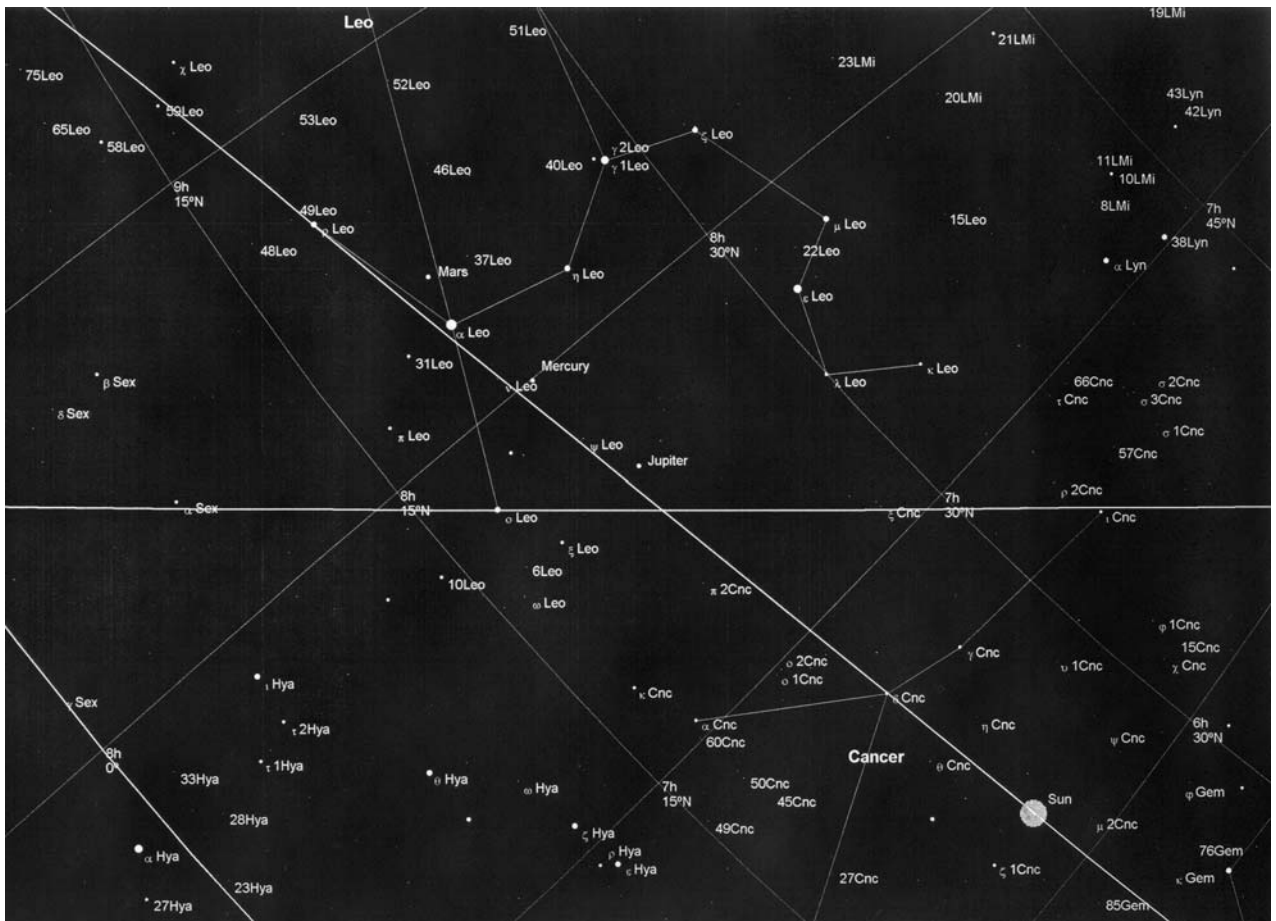 Leo
51Leo
19LMi
21LMi
23LMi
χ Leo
75Leo
52Leo
20LMi
43Lyn
42Lyn
59Leo
53Leo
65Leo
58Leo
γ 2Leo
γ 1Leo
ζ Leo
40Leo
46Leo
11LMi
10LMi
9h
15ºN
8LMi
7h
45ºN
49Leo
ρ Leo
μ Leo
15Leo
8h
30ºN
22Leo
38Lyn
48Leo
37Leo
Mars
η Leo
α Lyn
ε Leo
α Leo
31Leo
Mercury
ν Leo
λ Leo
κ Leo
β Sex
66Cnc
σ 2Cnc
τ Cnc
σ 3Cnc
δ Sex
π Leo
ψ Leo
σ 1Cnc
Jupiter
57Cnc
ρ 2Cnc
8h
15ºN
7h
30ºN
α Sex
ο Leo
ξ Cnc
ι Cnc
ξ Leo
6Leo
10Leo
π 2Cnc
ω Leo
φ 1Cnc
15Cnc
γ Cnc
ο 2Cnc
ο 1Cnc
υ 1Cnc
χ Cnc
ι Hya
κ Cnc
δ Cnc
γ Sex
τ 2Hya
α Cnc
60Cnc
η Cnc
ψ Cnc
6h
30ºN
8h
0º
τ 1Hya
Cancer
θ Cnc
33Hya
θ Hya
ω Hya
7h
15ºN
50Cnc
45Cnc
φ Gem
Sun
28Hya
49Cnc
μ 2Cnc
ζ Hya
α Hya
ρ Hya
ε Hya
76Gem
ζ 1Cnc
κ Gem
27Cnc
23Hya
27Hya
85Gem